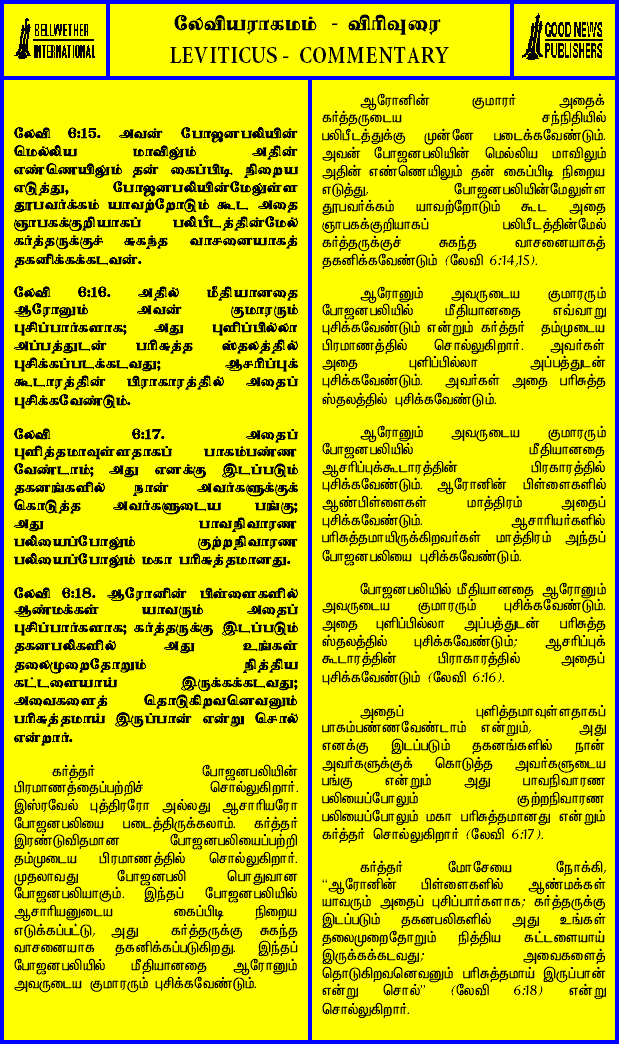 BELLWETHER
INTERNATIONAL
லேவியராகமம் - விரிவுரை
LEVITICUS - COMMENTARY
GOOD NEWS
PUBLISHERS
லேவி 6:15. அவன் போஜனபலியின்
மெல்லிய மாவிலும் அதின்
எண்ணெயிலும் தன் கைப்பிடி நிறைய
எடுத்து, போஜனபலியின்மேலுள்ள
தூபவர்க்கம் யாவற்றோடும் கூட அதை
ஞாபகக்குறியாகப் பலிபீடத்தின்மேல்
கர்த்தருக்குச் சுகந்த வாசனையாகத்
தகனிக்கக்கடவன்.
லேவி 6:16. அதில் மீதியானதை
ஆரோனும் அவன் குமாரரும்
புசிப்பார்களாக; அது புளிப்பில்லா
அப்பத்துடன் பரிசுத்த ஸ்தலத்தில்
புசிக்கப்படக்கடவது; ஆசரிப்புக்
கூடாரத்தின் பிராகாரத்தில் அதைப்
புசிக்கவேண்டும்.
லேவி 6:17. அதைப்
புளித்தமாவுள்ளதாகப் பாகம்பண்ண
வேண்டாம்; அது எனக்கு இடப்படும்
தகனங்களில் நான் அவர்களுக்குக்
கொடுத்த அவர்களுடைய பங்கு;
அது பாவநிவாரண
பலியைப்போலும் குற்றநிவாரண
பலியைப்போலும் மகா பரிசுத்தமானது.
லேவி 6:18. ஆரோனின் பிள்ளைகளில்
ஆண்மக்கள் யாவரும் அதைப்
புசிப்பார்களாக; கர்த்தருக்கு இடப்படும்
தகனபலிகளில் அது உங்கள்
தலைமுறைதோறும் நித்திய
கட்டளையாய் இருக்கக்கடவது;
அவைகளைத் தொடுகிறவனெவனும்
பரிசுத்தமாய் இருப்பான் என்று சொல்
என்றார்.
கர்த்தர் போஜனபலியின்
பிரமாணத்தைப்பற்றிச் சொல்லுகிறார்.
இஸ்ரவேல் புத்திரரோ அல்லது ஆசாரியரோ
போஜனபலியை படைத்திருக்கலாம். கர்த்தர்
இரண்டுவிதமான போஜனபலியைப்பற்றி
தம்முடைய பிரமாணத்தில் சொல்லுகிறார்.
முதலாவது போஜனபலி பொதுவான
போஜனபலியாகும். இந்தப் போஜனபலியில்
ஆசாரியனுடைய கைப்பிடி நிறைய
எடுக்கப்பட்டு, அது கர்த்தருக்கு சுகந்த
வாசனையாக தகனிக்கப்படுகிறது. இந்தப்
போஜனபலியில் மீதியானதை ஆரோனும்
அவருடைய குமாரரும் புசிக்கவேண்டும்.
ஆரோனின் குமாரர் அதைக்
கர்த்தருடைய சந்நிதியில்
பலிபீடத்துக்கு முன்னே படைக்கவேண்டும்.
அவன் போஜனபலியின் மெல்லிய மாவிலும்
அதின் எண்ணெயிலும் தன் கைப்பிடி நிறைய
எடுத்து, போஜனபலியின்மேலுள்ள
தூபவர்க்கம் யாவற்றோடும் கூட அதை
ஞாபகக்குறியாகப் பலிபீடத்தின்மேல்
கர்த்தருக்குச் சுகந்த வாசனையாகத்
தகனிக்கவேண்டும் (லேவி 6:14,15).
ஆரோனும் அவருடைய குமாரரும்
போஜனபலியில் மீதியானதை எவ்வாறு
புசிக்கவேண்டும் என்றும் கர்த்தர் தம்முடைய
பிரமாணத்தில் சொல்லுகிறார். அவர்கள்
அதை புளிப்பில்லா அப்பத்துடன்
புசிக்கவேண்டும். அவர்கள் அதை பரிசுத்த
ஸ்தலத்தில் புசிக்கவேண்டும்.
ஆரோனும் அவருடைய குமாரரும்
போஜனபலியில் மீதியானதை
ஆசரிப்புக்கூடாரத்தின் பிரகாரத்தில்
புசிக்கவேண்டும். ஆரோனின் பிள்ளைகளில்
ஆண்பிள்ளைகள் மாத்திரம் அதைப்
புசிக்கவேண்டும். ஆசாரியர்களில்
பரிசுத்தமாயிருக்கிறவர்கள் மாத்திரம் அந்தப்
போஜனபலியை புசிக்கவேண்டும்.
போஜனபலியில் மீதியானதை ஆரோனும்
அவருடைய குமாரரும் புசிக்கவேண்டும்.
அதை புளிப்பில்லா அப்பத்துடன் பரிசுத்த
ஸ்தலத்தில் புசிக்கவேண்டும்; ஆசரிப்புக்
கூடாரத்தின் பிராகாரத்தில் அதைப்
புசிக்கவேண்டும் (லேவி 6:16).
அதைப் புளித்தமாவுள்ளதாகப்
பாகம்பண்ணவேண்டாம் என்றும், அது
எனக்கு இடப்படும் தகனங்களில் நான்
அவர்களுக்குக் கொடுத்த அவர்களுடைய
பங்கு என்றும் அது பாவநிவாரண
பலியைப்போலும் குற்றநிவாரண
பலியைப்போலும் மகா பரிசுத்தமானது என்றும்
கர்த்தர் சொல்லுகிறார் (லேவி 6:17).
கர்த்தர் மோசேயை நோக்கி,
“ஆரோனின் பிள்ளைகளில் ஆண்மக்கள்
யாவரும் அதைப் புசிப்பார்களாக; கர்த்தருக்கு
இடப்படும் தகனபலிகளில் அது உங்கள்
தலைமுறைதோறும் நித்திய கட்டளையாய்
இருக்கக்கடவது; அவைகளைத்
தொடுகிறவனெவனும் பரிசுத்தமாய் இருப்பான்
என்று சொல்” (லேவி 6:18) என்று
சொல்லுகிறார்.